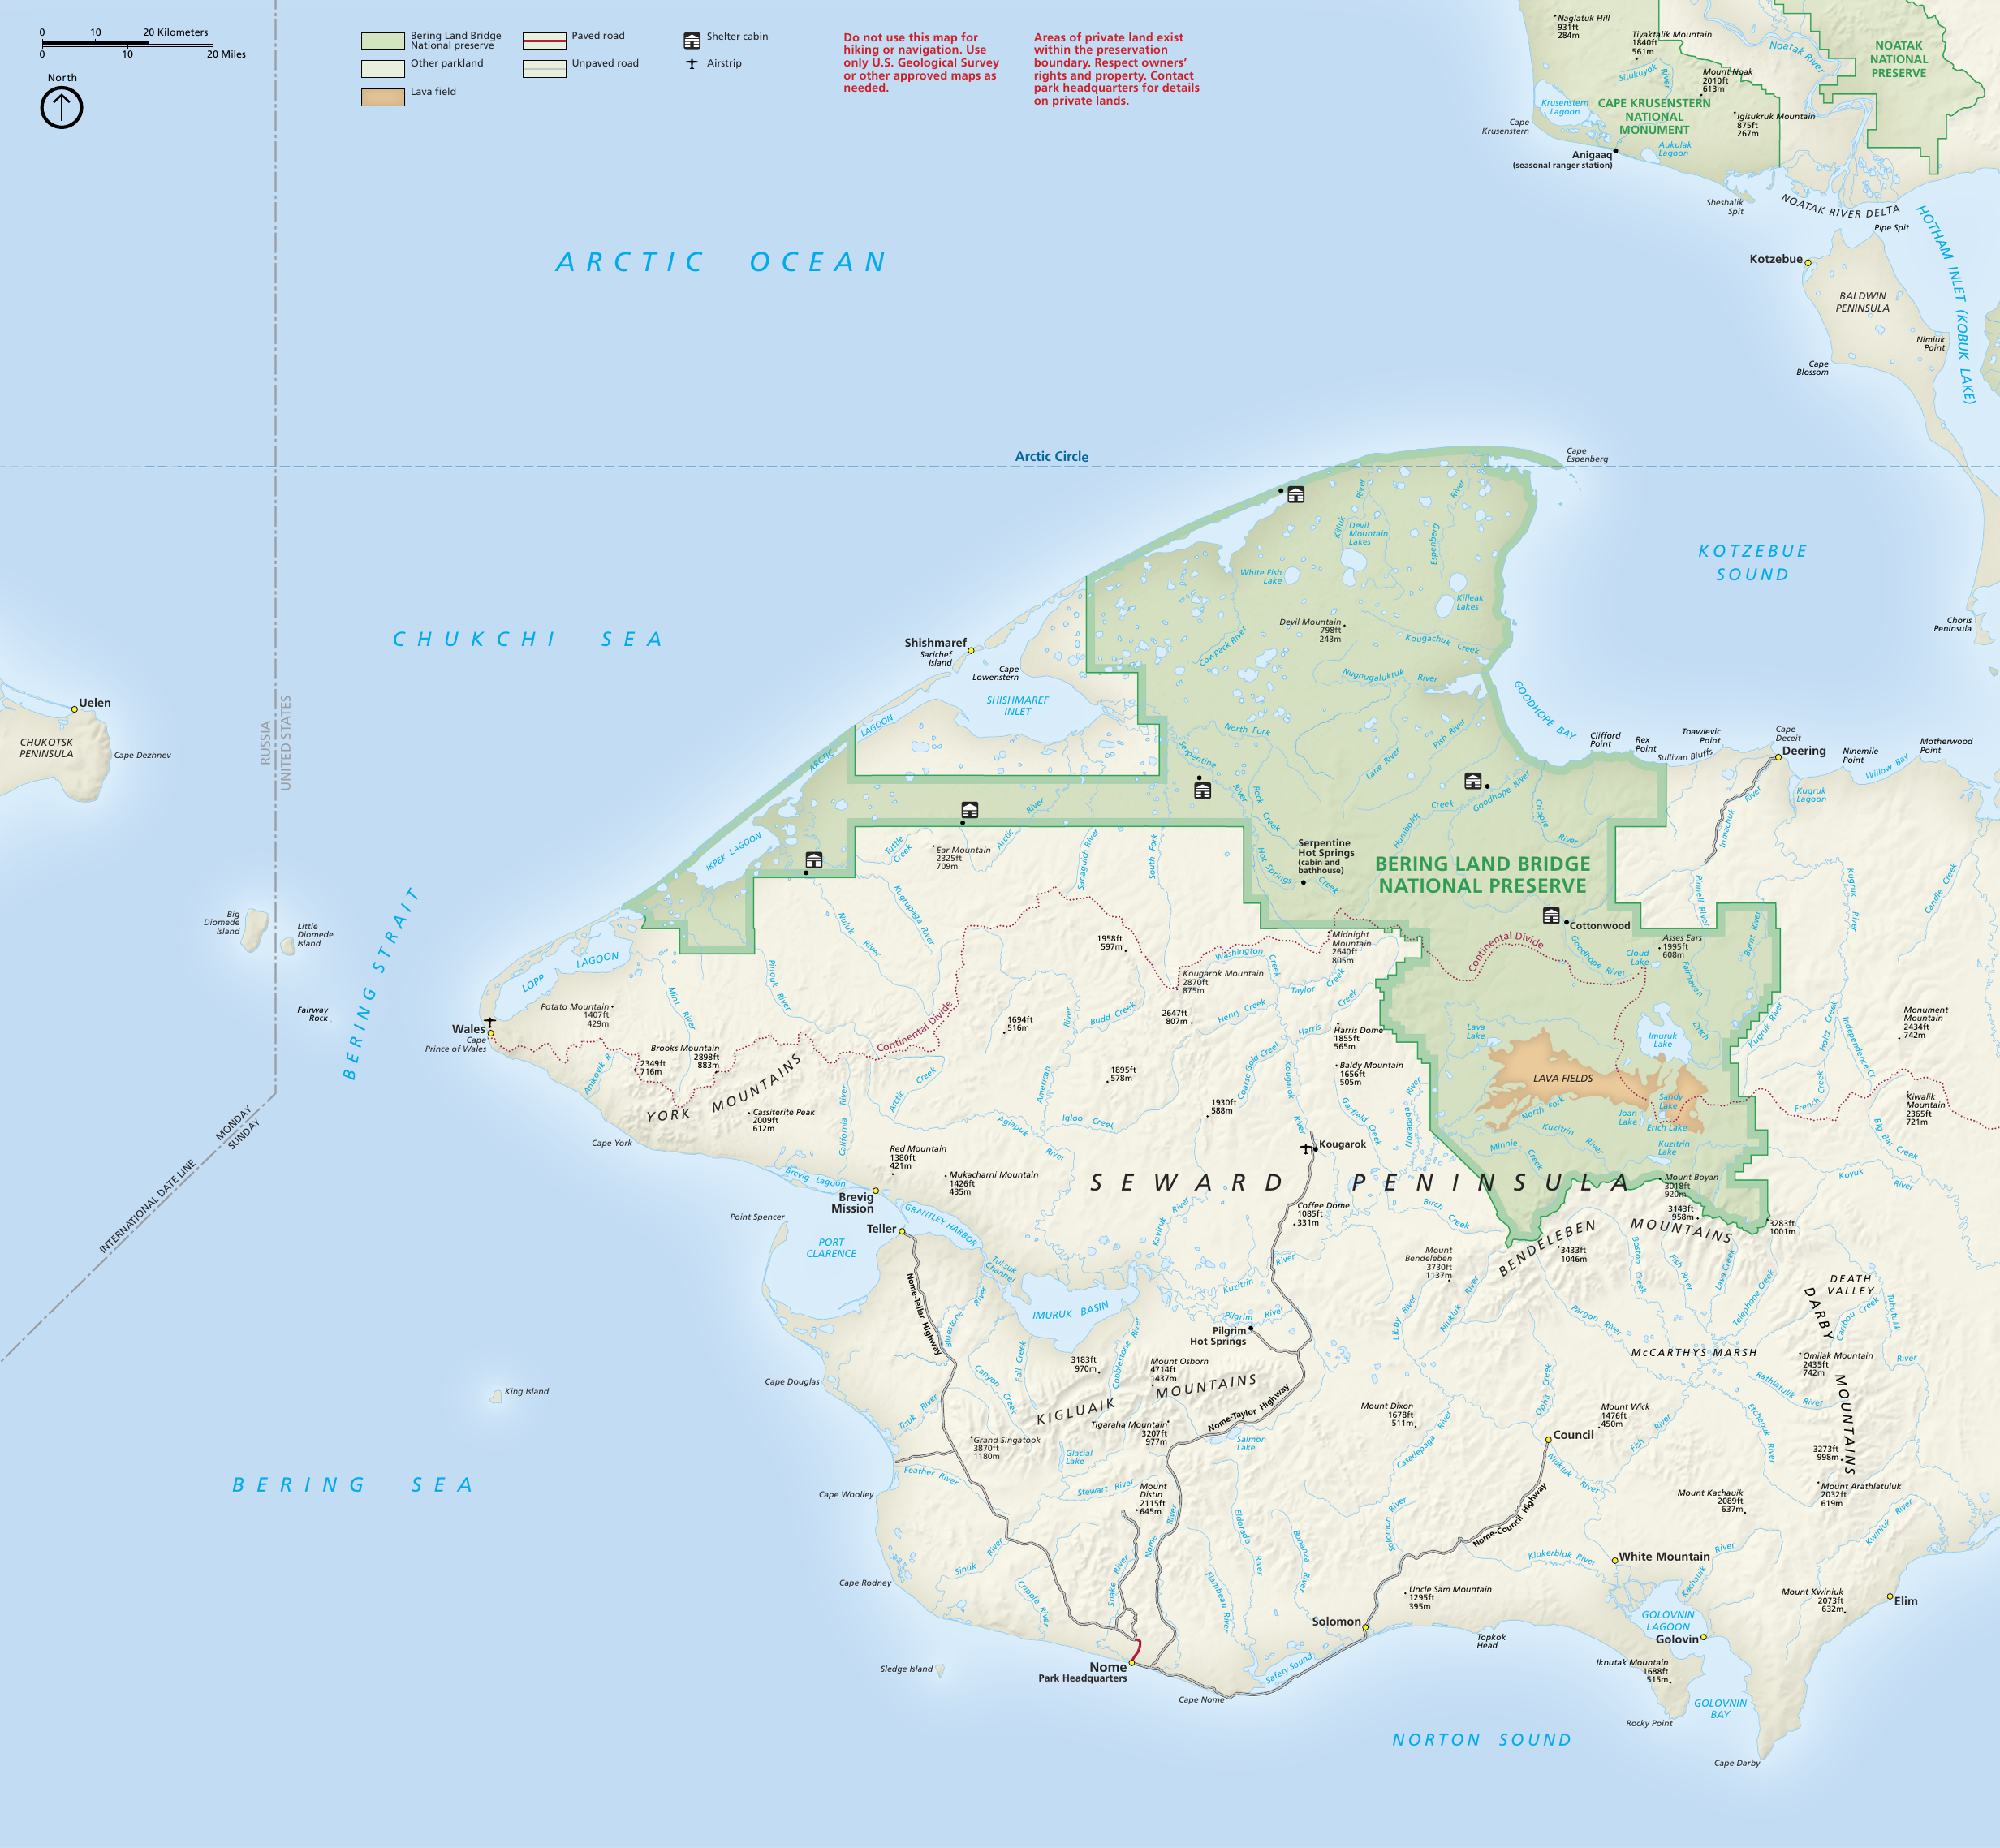 0 10 20 Kilometers
0 10 20 Miles
North
Bering Land Bridge
National preserve
Other parkland
Lava field
Paved road
Unpaved road
Shelter cabin
Airstrip
Do not use this map for
hiking or navigation. Use
only U.S. Geological Survey
or other approved maps as
needed.
Areas of private land exist
within the preservation
boundary. Respect owners’
rights and property. Contact
park headquarters for details
on private lands.
Naglatuk Hill
931ft
284m
Tiyaktalik Mountain
1840ft
561m
Situkuyok
River
Mount Noak
2010ft
613m
Noatak River
NOATAK
NATIONAL
PRESERVE
Krusenstern
Lagoon
CAPE KRUSENSTERN
NATIONAL
MONUMENT
Igisukruk Mountain
875ft
267m
Cape
Krusenstern
Anigaaq
(seasonal ranger station)
Aukulak
Lagoon
Sheshalik
Spit
NOATAK RIVER DELTA
Pipe Spit
HOTHAM INLET (KOBUK LAKE)
Kotzebue
BALDWIN
PENINSULA
Nimiuk
Point
Cape
Blossom
ARCTIC OCEAN
Arctic Circle
Cape
Espenberg
KOTZEBUE
SOUND
Choris
Peninsula
Killuk
River
Devil
Mountain
Lakes
Espenberg
River
White Fish
Lake
Killeak
Lakes
Devil Mountain
798ft
243m
Kougachuk Creek
Cowpack River
Nugnugaluktuk River
CHUKCHI SEA
Shishmaref
Sarichef
Island
Cape
Lowenstern
SHISHMAREF
INLET
GOODHOPE BAY
Uelen
CHUKOTSK
PENINSULA
Cape Dezhnev
RUSSIA
UNITED STATES
ARCTIC
LAGOON
North Fork
Serpentine
River
Pish River
Lane River
Clifford
Point
Rex
Point
Toawlevic
Point
Sullivan Bluffs
Cape
Deceit
Deering
Ninemile
Point
Motherwood
Point
Willow Bay
Kugruk
Lagoon
Inmachuk
River
Rock
Creek
Humboldt
Creek
Goodhope River
Cripple
River
IKPEK LAGOON
Tuttle
Creek
Ear Mountain
2325ft
709m
Arctic
River
Sanaguich River
South Fork
Hot Springs
Creek
Serpentine
Hot Springs
(cabin and
bathhouse)
BERING LAND BRIDGE
NATIONAL PRESERVE
Pinnell River
Kugruk
River
Candle Creek
Cottonwood
Burnt River
Big
Diomede
Island
Little
Diomede
Island
Fairway
Rock
BERING STRAIT
LOPP
LAGOON
Nuluk
River
Kugrupaga River
Pinguk
River
Mint
River
1958ft
597m
Washington
Creek
Midnight
Mountain
2640ft
805m
Continental Divide
Goodhope River
Cloud
Lake
Asses Ears
1995ft
608m
Fairhaven
Ditch
Kougarok Mountain
2870ft
875m
Taylor Creek
Potato Mountain
1407ft
429m
Wales
Cape
Prince of Wales
Continental Divide
1694ft
516m
American
River
Budd Creek
2647ft
807m
Henry Creek
Harris
Creek
Harris Dome
1855ft
565m
Lava
Lake
Imuruk
Lake
Kugruk River
Holtz Creek
Independence Cr
Monument
Mountain
2434ft
742m
Anikovik R
2349ft
716m
Brooks Mountain
2898ft
883m
YORK MOUNTAINS
Cassiterite Peak
2009ft
612m
California River
Arctic
Creek
1895ft
578m
Coarse Gold Creek
Kougarok
River
Baldy Mountain
1656ft
505m
Garfield Creek
Noxapaga
River
LAVA FIELDS
North Fork
Kuzitrin
River
Minnie
Creek
Joan
Lake
Sandy
Lake
Erich Lake
Kuzitrin
Lake
French Creek
Kiwalik
Mountain
2365ft
721m
Big Bar Creek
Koyuk
River
1930ft
588m
Agiapuk
River
Igloo Creek
Cape York
Red Mountain
1380ft
421m
Mukacharni Mountain
1426ft
435m
Kougarok
SEWARD PENINSULA
Mount Boyan
3018ft
920m
3143ft
958m
3283ft
1001m
Brevig Lagoon
Brevig
Mission
Teller
Point Spencer
PORT
CLARENCE
GRANTLEY HARBOR
Tuksuk
Channel
Kaviruk
River
Coffee Dome
1085ft
331m
Birch
Creek
Mount
Bendeleben
3730ft
1137m
BENDELEBEN MOUNTAINS
3433ft
1046m
Boston Creek
Fish River
Lava Creek
Telephone Creek
DEATH
VALLEY
MONDAY
SUNDAY
INTERNATIONAL DATE LINE
Nome-Teller Highway
Bluestone
River
IMURUK BASIN
Kuzitrin
River
Pilgrim River
Pilgrim
Hot Springs
Libby
River
Niukluk River
Pargon River
McCARTHYS MARSH
DARBY MOUNTAINS
Caribou Creek
Tubutulik
River
Omilak Mountain
2435ft
742m
Rathlatulik
River
Etchepuk River
King Island
Cape Douglas
Canyon
Creek
Fall Creek
3183ft
970m
Cobblestone River
Mount Osborn
4714ft
1437m
KIGLUAIK MOUNTAINS
Nome-Taylor Highway
Tisuk River
Grand Singatook
3870ft
1180m
Tigaraha Mountain
3207ft
977m
Salmon
Lake
Glacial
Lake
Mount Dixon
1678ft
511m
Casadepaga River
Ophil Creek
Mount Wick
1476ft
450m
Council
Fish River
Niukluk
River
3273ft
998m
Mount Arathlatuluk
2032ft
619m
BERING SEA
Feather River
Cape Woolley
Stewart River
Mount
Distin
2115ft
645m
Mount Kachauik
2089ft
637m
Nome
River
Eldorado
River
Bonanza
River
Solomon River
Nome-Council Highway
Klokerblok River
White Mountain
Kachauik
River
Kwiniuk River
Sinuk
River
Cape Rodney
Cripple River
Snake River
Flambeau River
Uncle Sam Mountain
1295ft
395m
Mount Kwiniuk
2073ft
632m
Elim
GOLOVNIN
LAGOON
Golovin
Solomon
Topkok
Head
Sledge Island
Nome
Park Headquarters
Safety Sound
Cape Nome
Iknutak Mountain
1688ft
515m
Rocky Point
GOLOVNIN
BAY
NORTON SOUND
Cape Darby